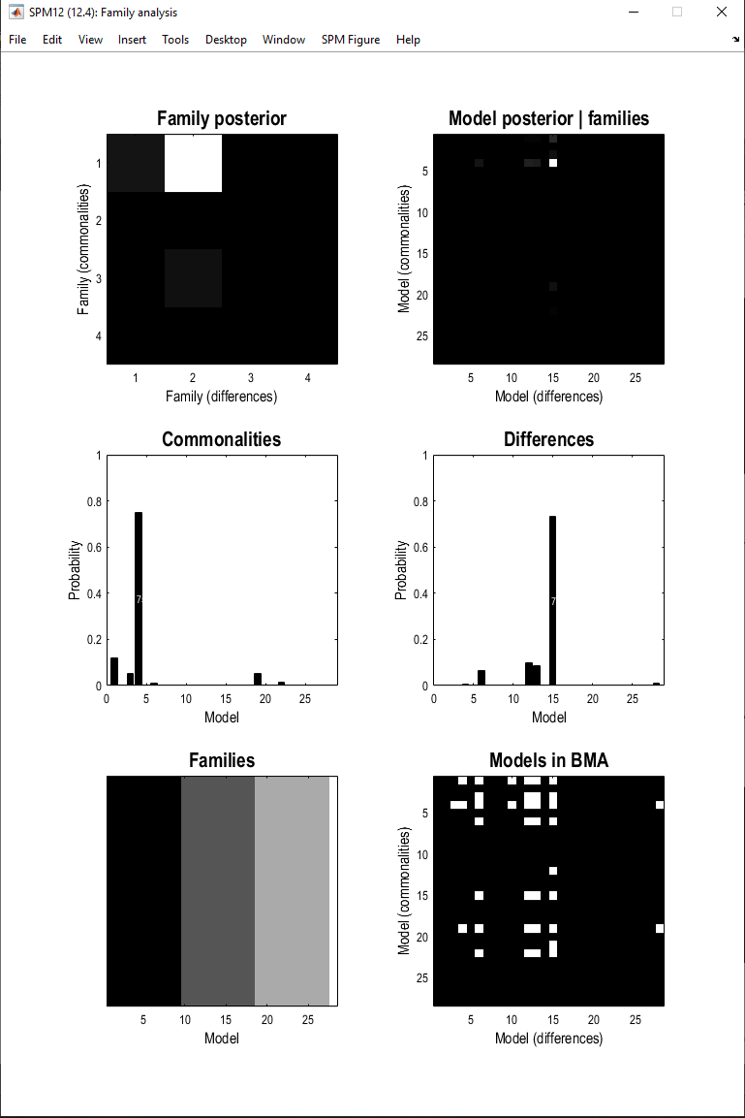 SPM12 (12.4): Family analysis
File Edit View Insert Tools Desktop Window SPM Figure Help
Family posterior
Model posterior | families
Family (commonalities)
1
2
3
4
1 2 3 4
Family (differences)
Model (commonalities)
5
10
15
20
25
5 10 15 20 25
Model (differences)
Commonalities
Differences
Probability
1
0.8
0.6
0.4
0.2
0
7
0 5 10 15 20 25
Model
Probability
1
0.8
0.6
0.4
0.2
0
7
0 5 10 15 20 25
Model
Families
Models in BMA
5 10 15 20 25
Model
Model (commonalities)
5
10
15
20
25
5 10 15 20 25
Model (differences)